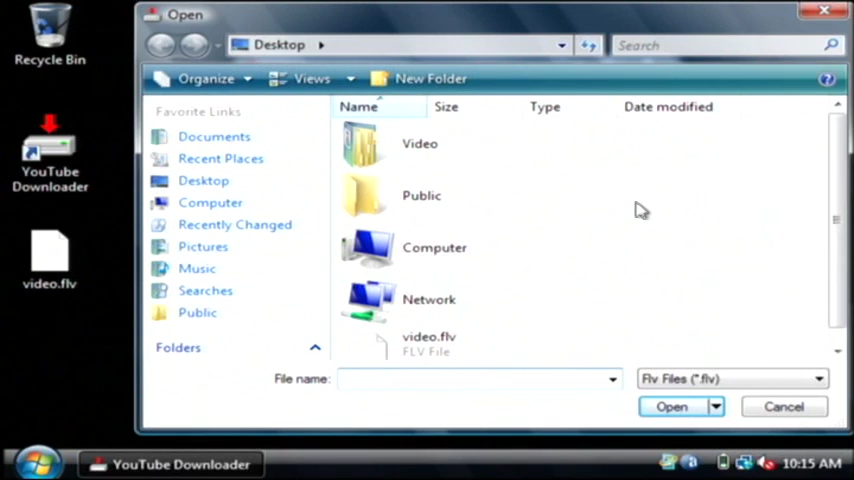 Recycle Bin
YouTube
Downloader
video.flv
Open
Desktop
Search
Organize
Views
New Folder
Favorite Links
Documents
Recent Places
Desktop
Computer
Recently Changed
Pictures
Music
Searches
Public
Folders
Name
Size
Type
Date modified
Video
Public
Computer
Network
video.flv
FLV File
File name:
Flv Files (*.flv)
Open
Cancel
YouTube Downloader
10:15 AM